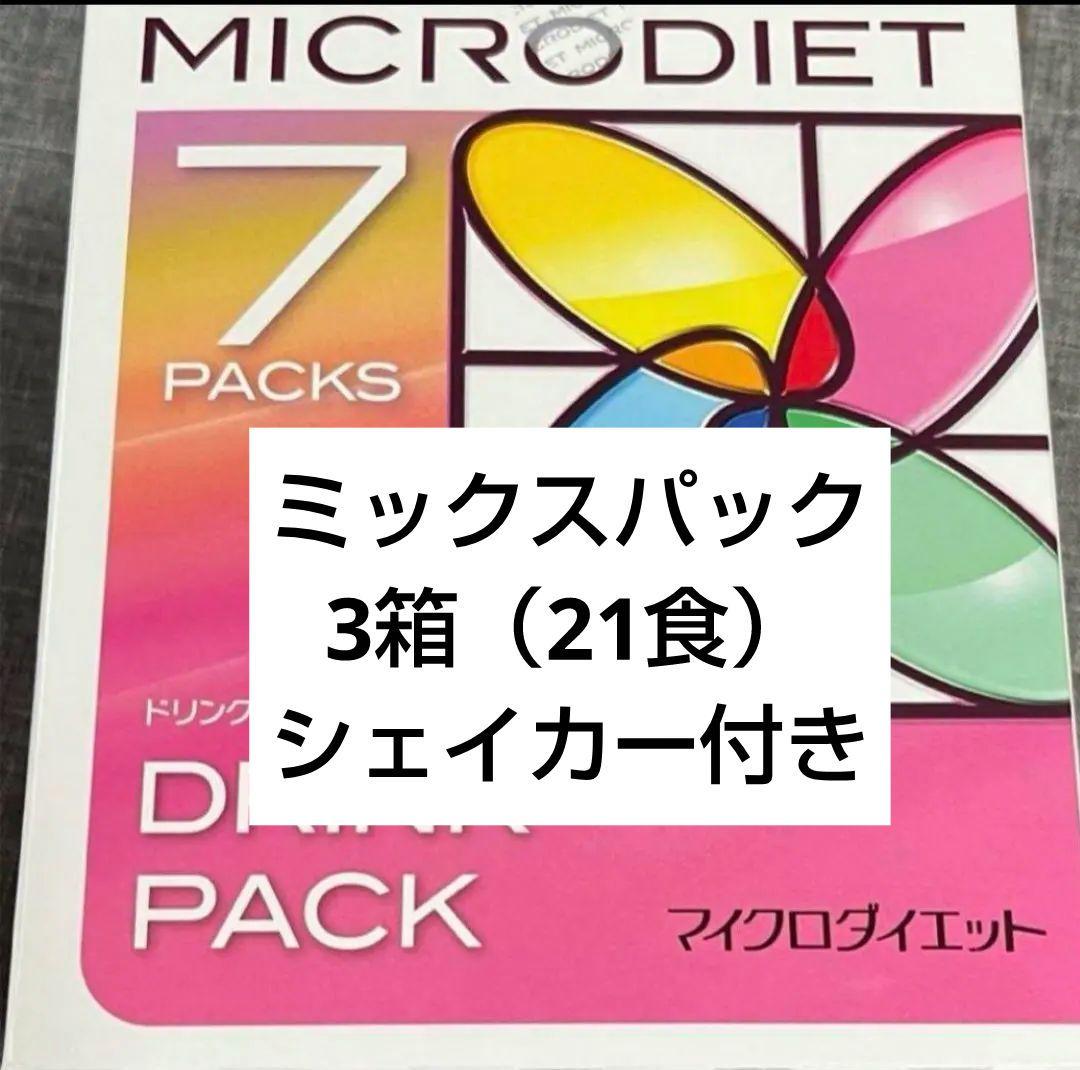 MICRODIET
7
PACKS
ミックスパック
3箱（21食）
シェイカー付き
ドリンク
DRINK
PACK
マイクロダイエット